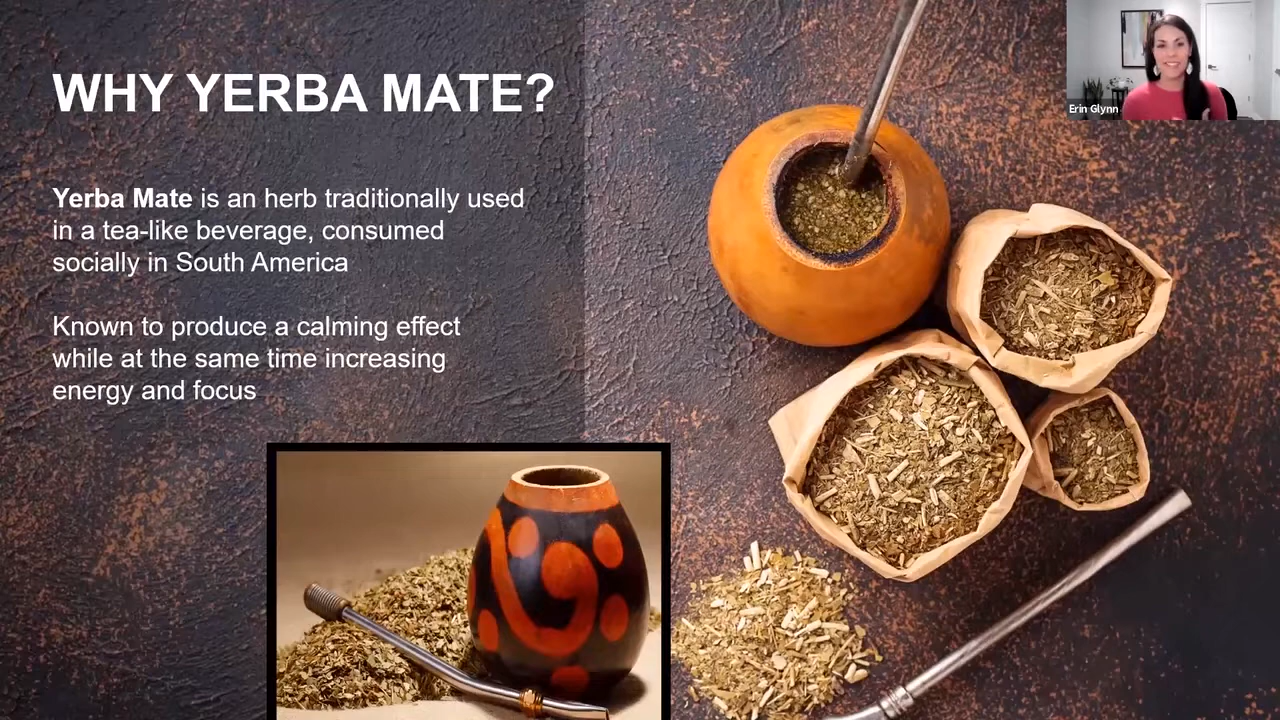 WHY YERBA MATE?
Yerba Mate is an herb traditionally used
in a tea-like beverage, consumed
socially in South America
Known to produce a calming effect
while at the same time increasing
energy and focus
Erin Glynn